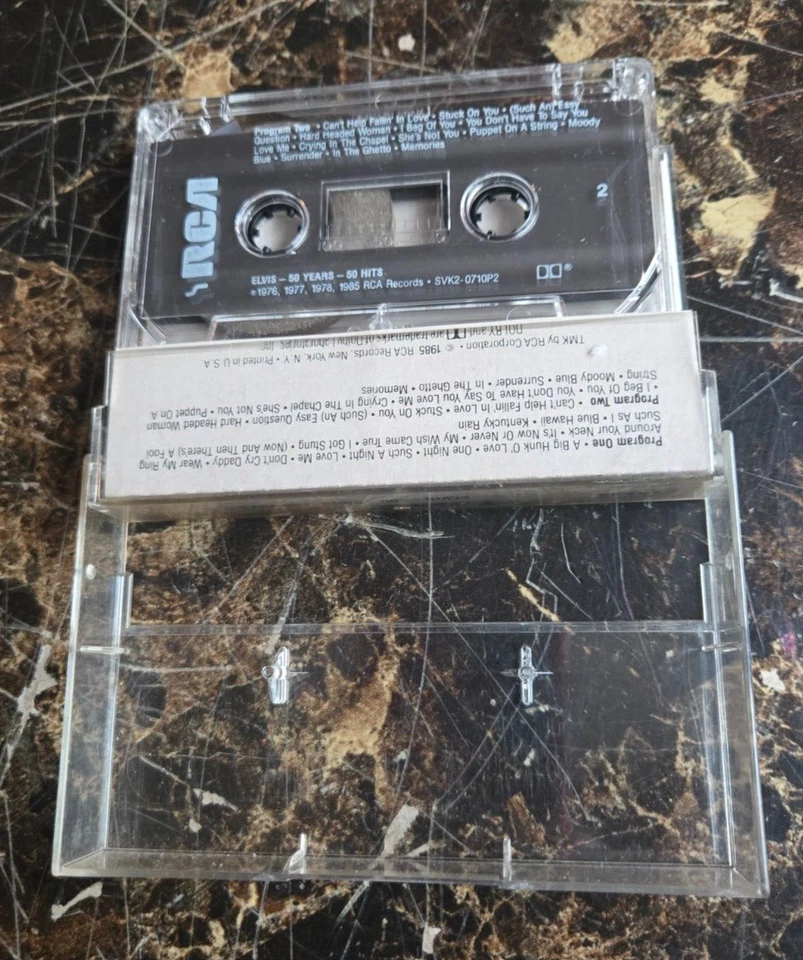 Program Two • Can't Help Fallin' In Love • Stuck On You • (Such An) Easy
Question • Hard Headed Woman • I Beg Of You • You Don't Have To Say You
Love Me • Crying In The Chapel • She's Not You • Puppet On A String • Moody
Blue • Surrender • In The Ghetto • Memories
RCA
2
ELVIS – 50 YEARS – 50 HITS
℗1976, 1977, 1978, 1985 RCA Records • SVK2-0710P2
®
Program One • A Big Hunk O' Love • One Night • Such A Night • Love Me • Don't Cry Daddy • Wear My Ring
Around Your Neck • It's Now Or Never • My Wish Came True • I Got Stung • (Now And Then There's) A Fool
Such As I • Blue Hawaii • Kentucky Rain
Program Two • Can't Help Fallin' In Love • Stuck On You • (Such An) Easy Question • Hard Headed Woman
• I Beg Of You • You Don't Have To Say You Love Me • Crying In The Chapel • She's Not You • Puppet On A
String • Moody Blue • Surrender • In The Ghetto • Memories
TMK by RCA Corporation • © 1985 RCA Records, New York, N.Y. • Printed in U.S.A.
DOLBY and are trademarks of Dolby Laboratories, Inc.